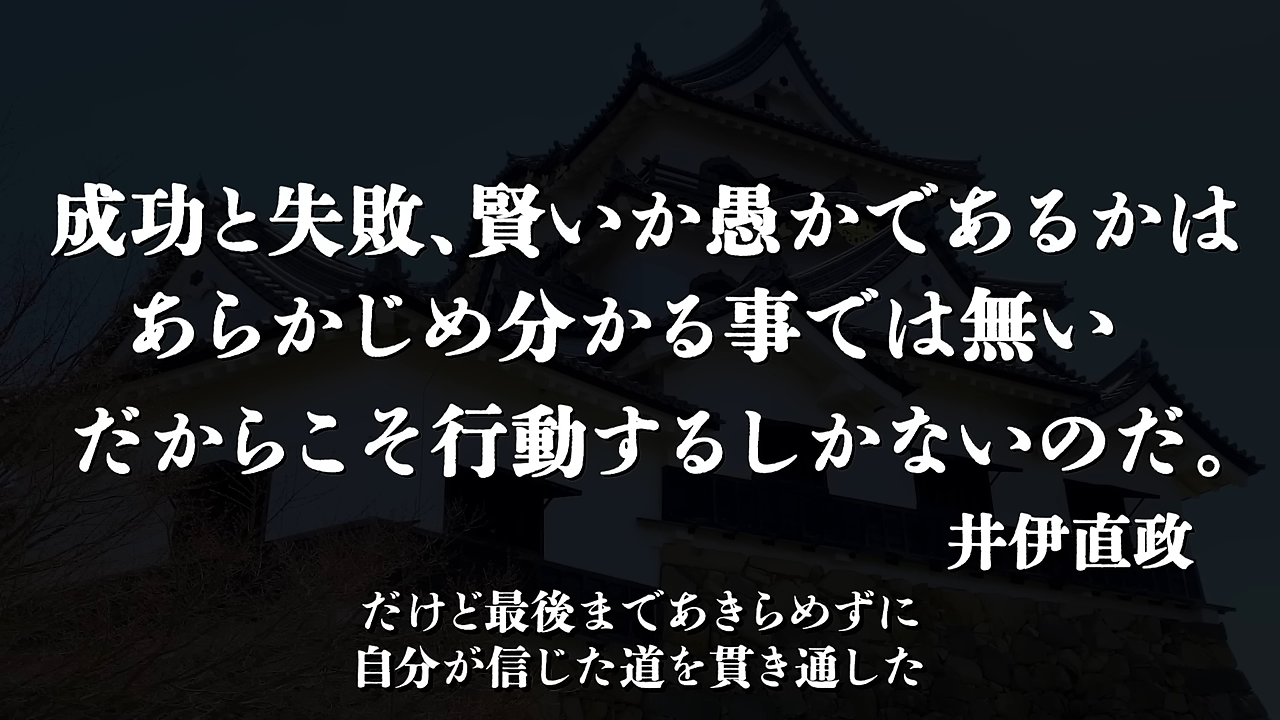 成功と失敗、賢いか愚かであるかは
あらかじめ分かる事では無い
だからこそ行動するしかないのだ。
井伊直政
だけど最後まであきらめずに
自分が信じた道を貫き通した